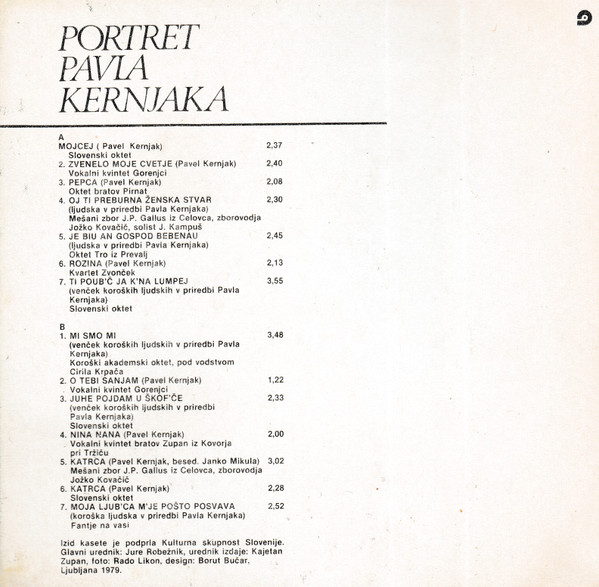 PORTRET
PAVLA
KERNJAKA
A
MOJCEJ ( Pavel Kernjak) 2,37
Slovenski oktet
2. ZVENELO MOJE CVETJE (Pavel Kernjak) 2,40
Vokalni kvintet Gorenjci
3. PEPCA (Pavel Kernjak) 2,08
Oktet bratov Pirnat
4. OJ TI PREBURNA ŽENSKA STVAR 2,30
(ljudska v priredbi Pavla Kernjaka)
Mešani zbor J.P. Gallus iz Celovca, zborovodja
Jožko Kovačič, solist J. Kampuš
5. JE BIU AN GOSPOD BEBENAU 2,45
(ljudska v priredbi Pavla Kernjaka)
Oktet Tro iz Prevalj
6. ROZINA (Pavel Kernjak) 2,13
Kvartet Zvonček
7. TI POUB'Č JA K'NA LUMPEJ 3,55
(venček koroških ljudskih v priredbi Pavla
Kernjaka)
Slovenski oktet
B
1. MI SMO MI 3,48
(venček koroških ljudskih v priredbi Pavla
Kernjaka)
Koroški akademski oktet, pod vodstvom
Cirila Krpača
2. O TEBI SANJAM (Pavel Kernjak) 1,22
Vokalni kvintet Gorenjci
3. JUHE POJDAM U ŠKOF'ČE 2,33
(venček koroških ljudskih v priredbi
Pavla Kernjaka)
Slovenski oktet
4. NINA NANA (Pavel Kernjak) 2,00
Vokalni kvintet bratov Zupan iz Kovorja
pri Tržiču
5. KATRCA (Pavel Kernjak, besed. Janko Mikula) 3,02
Mešani zbor J.P. Gallus iz Celovca, zborovodja
Jožko Kovačič
6. KATRCA (Pavel Kernjak) 2,28
Slovenski oktet
7. MOJA LJUB'CA M'JE POŠTO POSVAVA 2,52
(koroška ljudska v priredbi Pavla Kernjaka)
Fantje na vasi
Izid kasete je podprla Kulturna skupnost Slovenije.
Glavni urednik: Jure Robežnik, urednik izdaje: Kajetan
Zupan, foto: Rado Likon, design: Borut Bučar,
Ljubljana 1979.